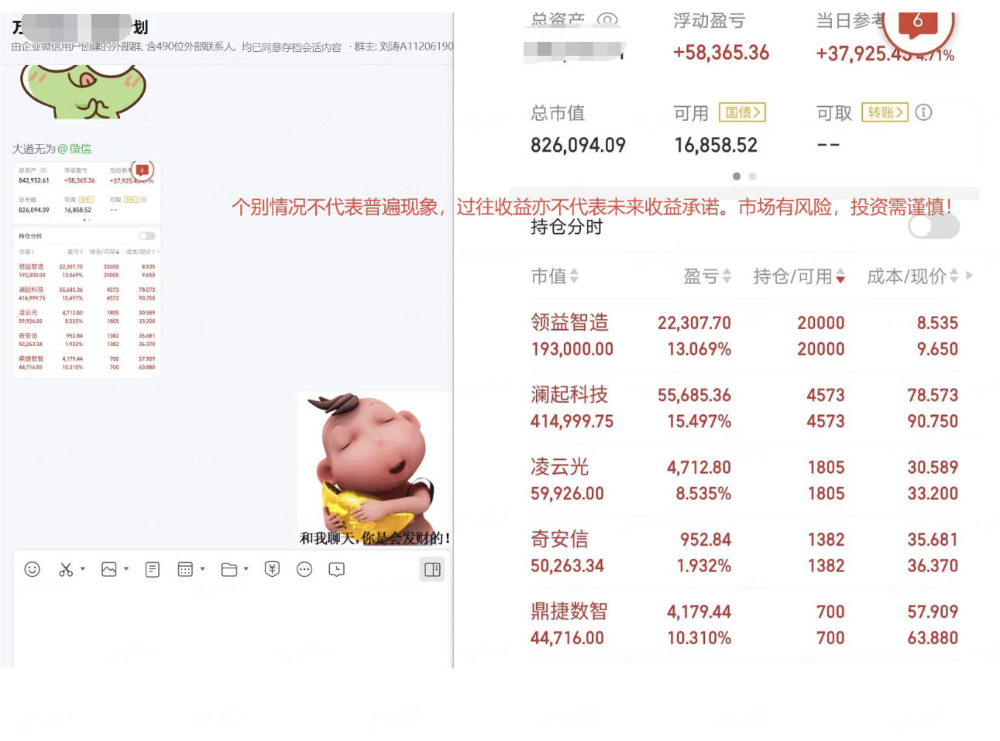 万
划
由企业微信用户创建的外部群, 含490位外部联系人, 均已同意存档会话内容 · 群主: 刘涛A11206190
大道无为@微信
总资产 浮动盈亏 当日参考
6
842,952.61 +58,365.36 +37,925.43 4.71%
总市值 可用 国债> 可取 转账>
826,094.09 16,858.52 --
持仓分时
市值 盈亏 持仓/可用 成本/现价
领益智造 22,307.70 20000 8.535
193,000.00 13.069% 20000 9.650
澜起科技 55,685.36 4573 78.573
414,999.75 15.497% 4573 90.750
凌云光 4,712.80 1805 30.589
59,926.00 8.535% 1805 33.200
奇安信 952.84 1382 35.681
50,263.34 1.932% 1382 36.370
鼎捷数智 4,179.44 700 57.909
44,716.00 10.310% 700 63.880
和我聊天,你是会发财的!
总资产 浮动盈亏 当日参考
6
+58,365.36 +37,925.43 4.71%
总市值 可用 国债> 可取 转账>
826,094.09 16,858.52 --
个别情况不代表普遍现象，过往收益亦不代表未来收益承诺。市场有风险，投资需谨慎！
持仓分时
市值 盈亏 持仓/可用 成本/现价
领益智造 22,307.70 20000 8.535
193,000.00 13.069% 20000 9.650
澜起科技 55,685.36 4573 78.573
414,999.75 15.497% 4573 90.750
凌云光 4,712.80 1805 30.589
59,926.00 8.535% 1805 33.200
奇安信 952.84 1382 35.681
50,263.34 1.932% 1382 36.370
鼎捷数智 4,179.44 700 57.909
44,716.00 10.310% 700 63.880